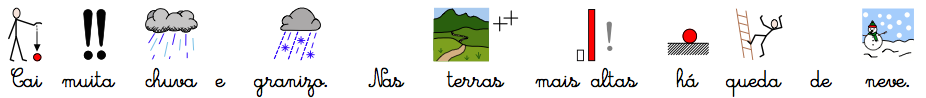 Cai muita chuva e granizo. Nas terras mais altas há queda de neve.